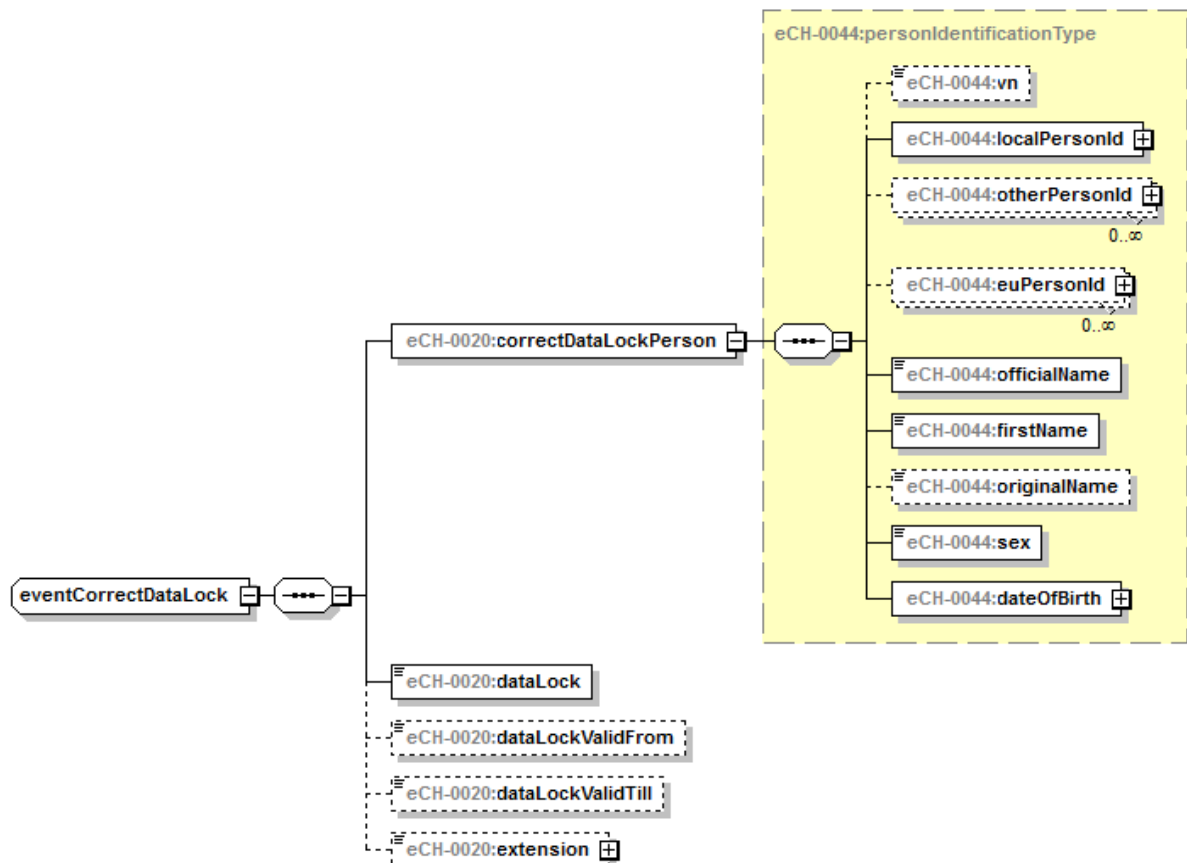 eCH-0044:personIdentificationType
eCH-0044:vn
eCH-0044:localPersonId
eCH-0044:otherPersonId
0..∞
eCH-0044:euPersonId
0..∞
eCH-0020:correctDataLockPerson
eCH-0044:officialName
eCH-0044:firstName
eCH-0044:originalName
eCH-0044:sex
eventCorrectDataLock
eCH-0044:dateOfBirth
eCH-0020:dataLock
eCH-0020:dataLockValidFrom
eCH-0020:dataLockValidTill
eCH-0020:extension